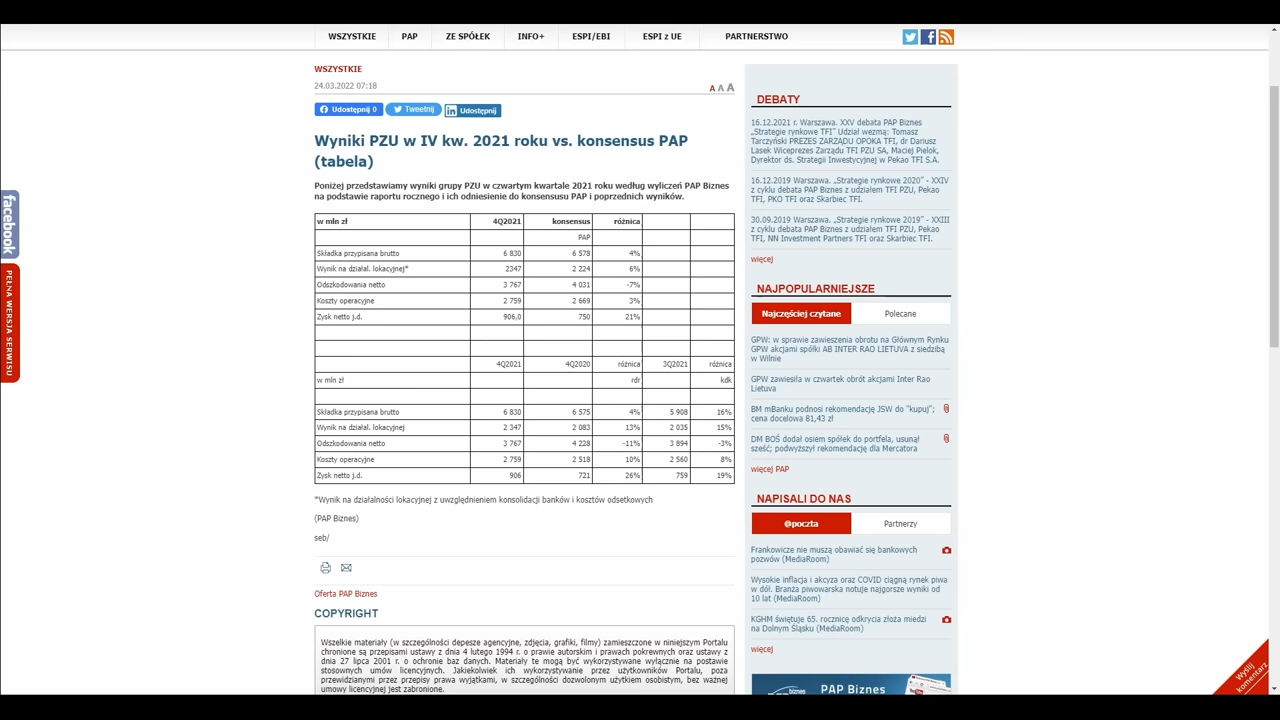 WSZYSTKIE PAP ZE SPÓŁEK INFO+ ESPI/EBI ESPI z UE PARTNERSTWO
WSZYSTKIE
24.03.2022 07:18
A A A
Udostępnij 0 Tweetnij Udostępnij
Wyniki PZU w IV kw. 2021 roku vs. konsensus PAP
(tabela)
Poniżej przedstawiamy wyniki grupy PZU w czwartym kwartale 2021 roku według wyliczeń PAP Biznes
na podstawie raportu rocznego i ich odniesienie do konsensusu PAP i poprzednich wyników.
w mln zł 4Q2021 konsensus różnica
PAP
Składka przypisana brutto 6 830 6 578 4%
Wynik na działal. lokacyjnej* 2347 2 224 6%
Odszkodowania netto 3 767 4 031 -7%
Koszty operacyjne 2 759 2 669 3%
Zysk netto j.d. 906,0 750 21%
4Q2021 4Q2020 różnica 3Q2021 różnica
w mln zł rdr kdk
Składka przypisana brutto 6 830 6 575 4% 5 908 16%
Wynik na działal. lokacyjnej 2 347 2 083 13% 2 035 15%
Odszkodowania netto 3 767 4 228 -11% 3 894 -3%
Koszty operacyjne 2 759 2 518 10% 2 560 8%
Zysk netto j.d. 906 721 26% 759 19%
*Wynik na działalności lokacyjnej z uwzględnieniem konsolidacji banków i kosztów odsetkowych
(PAP Biznes)
seb/
Oferta PAP Biznes
COPYRIGHT
Wszelkie materiały (w szczególności depesze agencyjne, zdjęcia, grafiki, filmy) zamieszczone w niniejszym Portalu
chronione są przepisami ustawy z dnia 4 lutego 1994 r. o prawie autorskim i prawach pokrewnych oraz ustawy z
dnia 27 lipca 2001 r. o ochronie baz danych. Materiały te mogą być wykorzystywane wyłącznie na postawie
stosownych umów licencyjnych. Jakiekolwiek ich wykorzystywanie przez użytkowników Portalu, poza
przewidzianymi przez przepisy prawa wyjątkami, w szczególności dozwolonym użytkiem osobistym, bez ważnej
umowy licencyjnej jest zabronione.
DEBATY
16.12.2021 r. Warszawa. XXV debata PAP Biznes
„Strategie rynkowe TFI” Udział wezmą: Tomasz
Tarczyński PREZES ZARZĄDU OPOKA TFI, dr Dariusz
Lasek Wiceprezes Zarządu TFI PZU SA, Maciej Pielok,
Dyrektor ds. Strategii Inwestycyjnej w Pekao TFI S.A.
16.12.2019 Warszawa. „Strategie rynkowe 2020” - XXIV
z cyklu debata PAP Biznes z udziałem TFI PZU, Pekao
TFI, PKO TFI oraz Skarbiec TFI.
30.09.2019 Warszawa. „Strategie rynkowe 2019” - XXIII
z cyklu debata PAP Biznes z udziałem TFI PZU, Pekao
TFI, NN Investment Partners TFI oraz Skarbiec TFI.
więcej
NAJPOPULARNIEJSZE
Najczęściej czytane Polecane
GPW: w sprawie zawieszenia obrotu na Głównym Rynku
GPW akcjami spółki AB INTER RAO LIETUVA z siedzibą
w Wilnie
GPW zawiesiła w czwartek obrót akcjami Inter Rao
Lietuva
BM mBanku podnosi rekomendację JSW do "kupuj";
cena docelowa 81,43 zł
DM BOŚ dodał osiem spółek do portfela, usunął
sześć; podwyższył rekomendację dla Mercatora
więcej PAP
NAPISALI DO NAS
@poczta Partnerzy
Frankowicze nie muszą obawiać się bankowych
pozwów (MediaRoom)
Wysokie inflacja i akcyza oraz COVID ciągną rynek piwa
w dół. Branża piwowarska notuje najgorsze wyniki od
10 lat (MediaRoom)
KGHM świętuje 65. rocznicę odkrycia złoża miedzi
na Dolnym Śląsku (MediaRoom)
więcej
biznes PAP Biznes
facebook
PEŁNA WERSJA SERWISU
Wyślij
komentarz